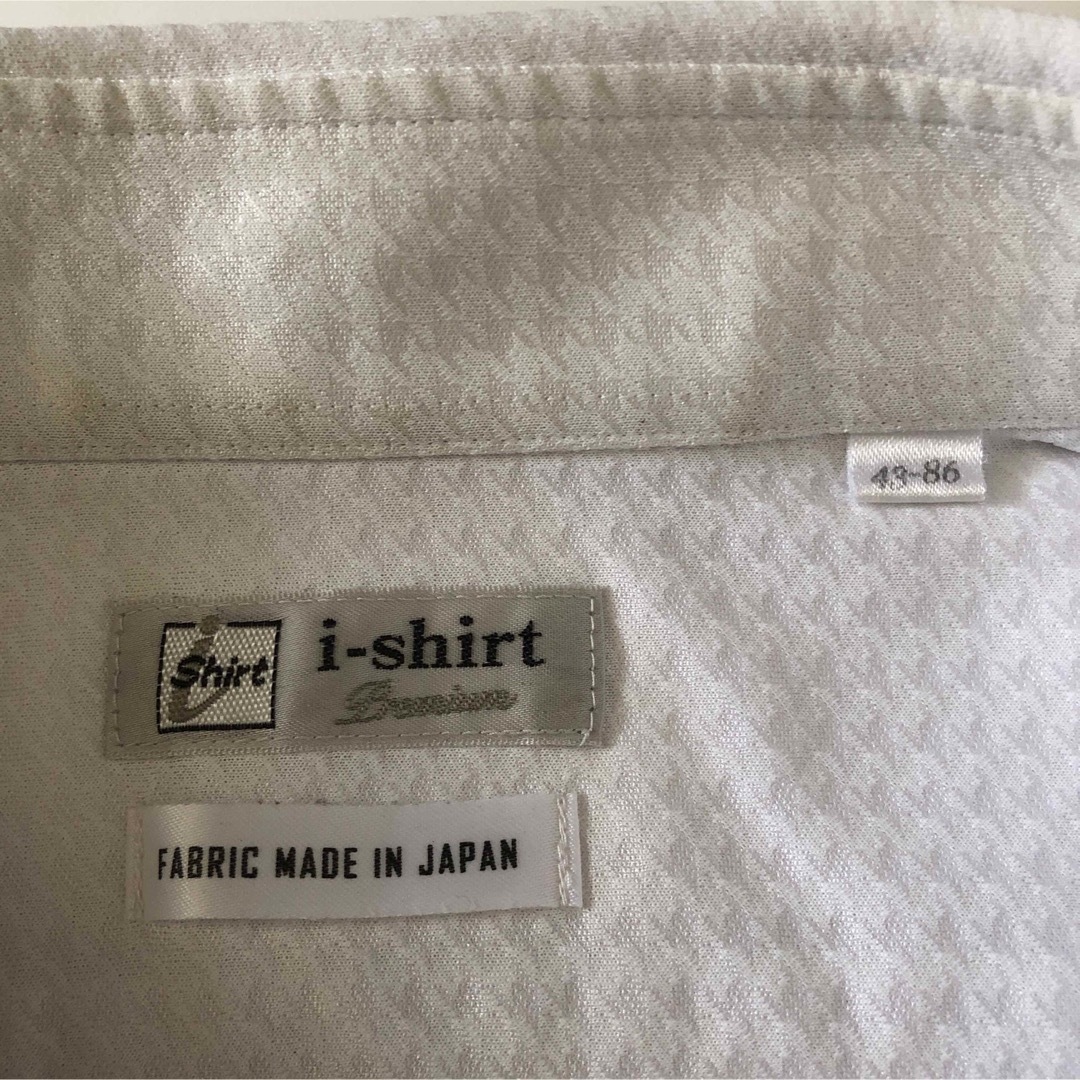 43-86
i Shirt
i-shirt
Premium
FABRIC MADE IN JAPAN